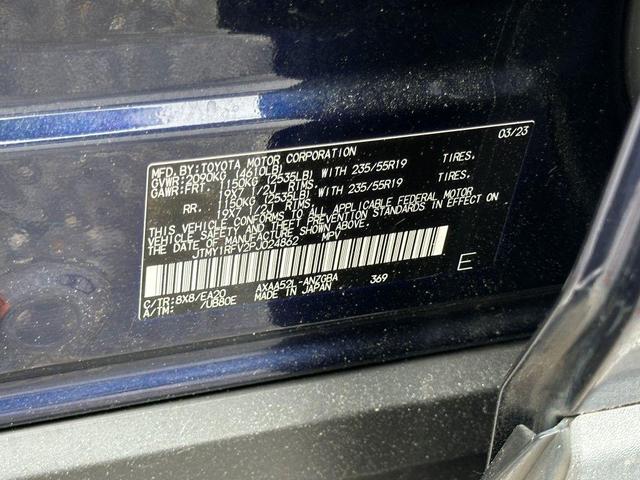 MFD. BY: TOYOTA MOTOR CORPORATION 03/23
GVWR: 2090KG (4610LB)
GAWR: FRT. 1150KG (2535LB) WITH 235/55R19 TIRES.
19X7 1/2J RIMS.
RR. 1150KG (2535LB) WITH 235/55R19 TIRES.
19X7 1/2J RIMS.
THIS VEHICLE CONFORMS TO ALL APPLICABLE FEDERAL MOTOR
VEHICLE SAFETY AND THEFT PREVENTION STANDARDS IN EFFECT ON
THE DATE OF MANUFACTURE SHOWN ABOVE.
JTMY1RFV2PJ024862 MPV
E
C/TR: 8X8/EA20 AXAA52L-ANZGBA 369
A/TM: /UB80E MADE IN JAPAN